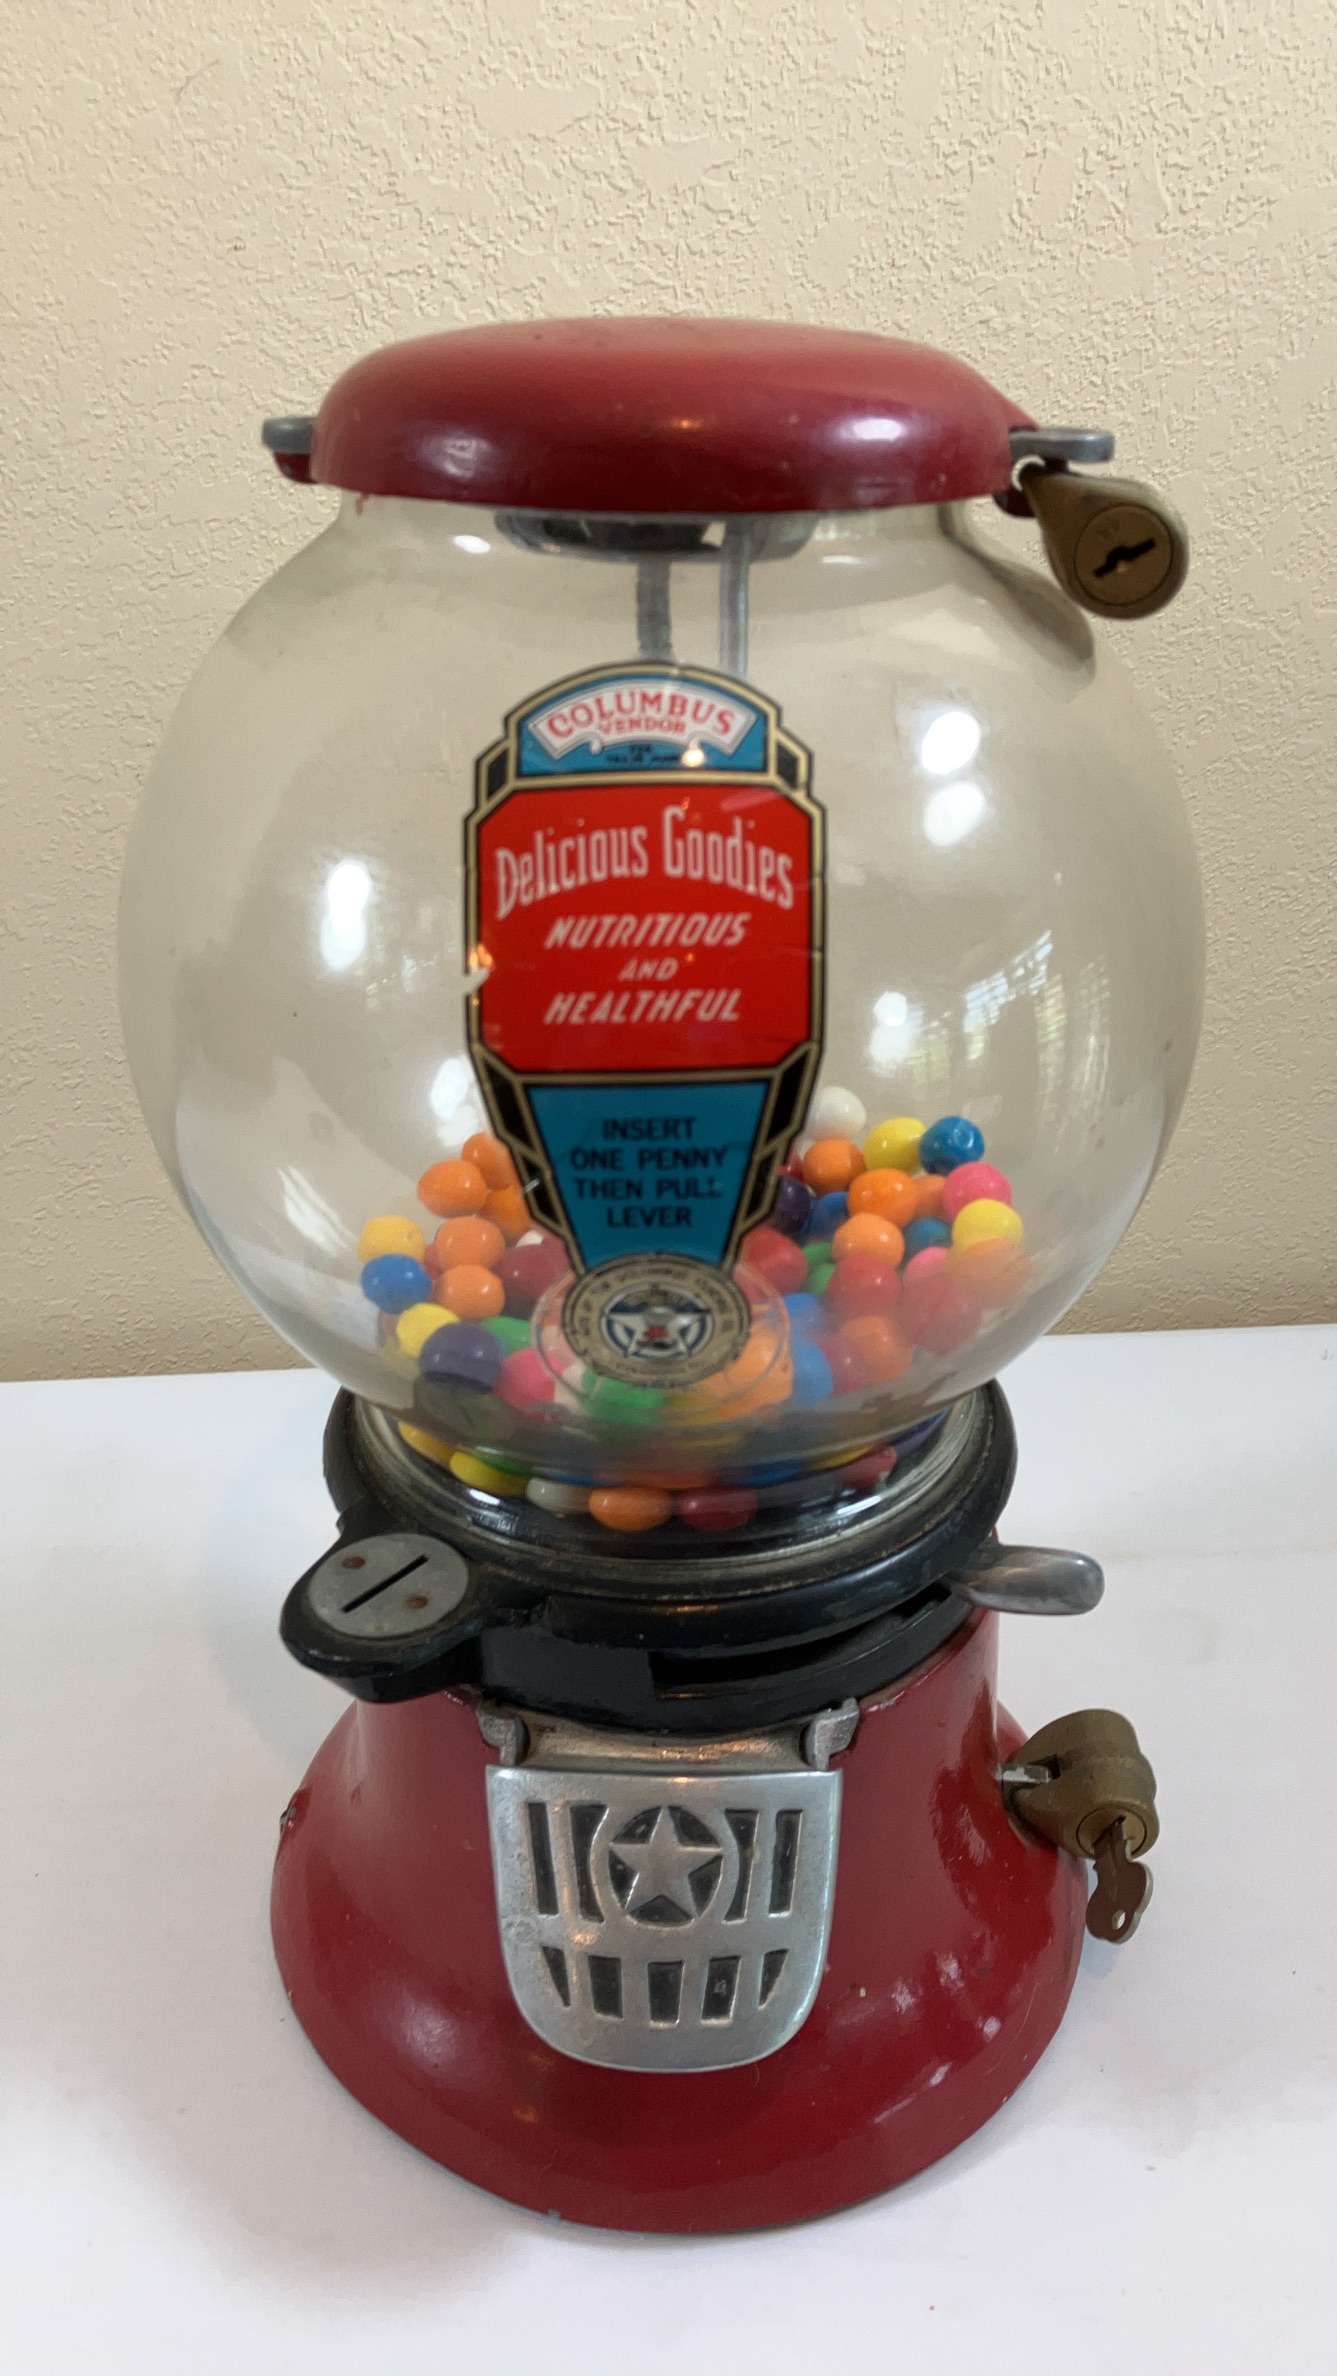 COLUMBUS
VENDOR
Delicious Goodies
NUTRITIOUS
AND
HEALTHFUL
INSERT
ONE PENNY
THEN PULL
LEVER